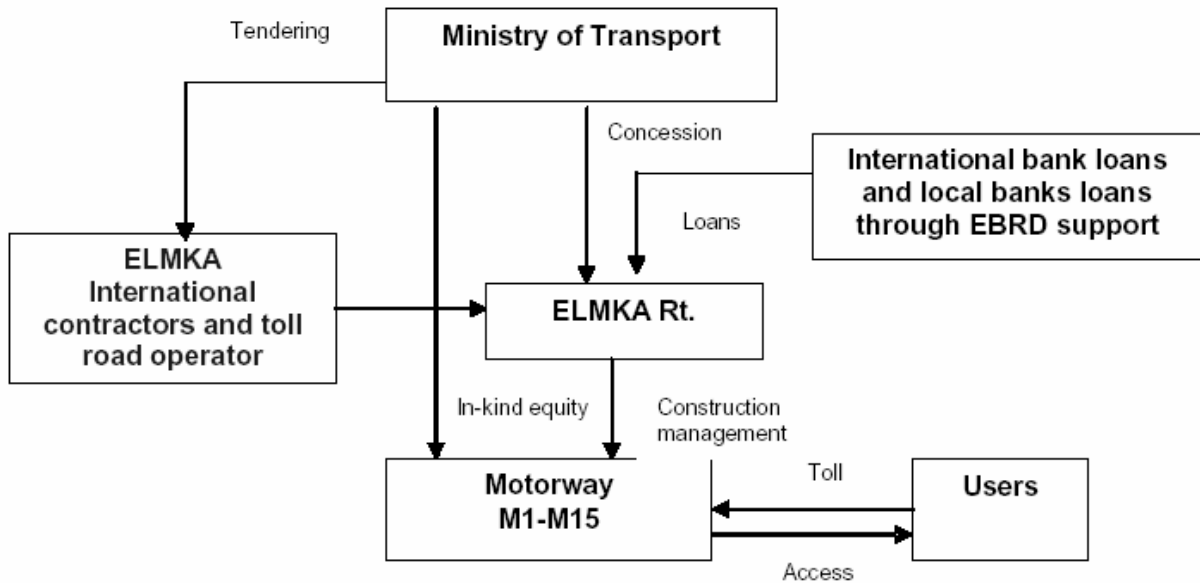 Tendering
Ministry of Transport
Concession
International bank loans
and local banks loans
through EBRD support
Loans
ELMKA
International
contractors and toll
road operator
ELMKA Rt.
In-kind equity
Construction
management
Motorway
M1-M15
Toll
Users
Access